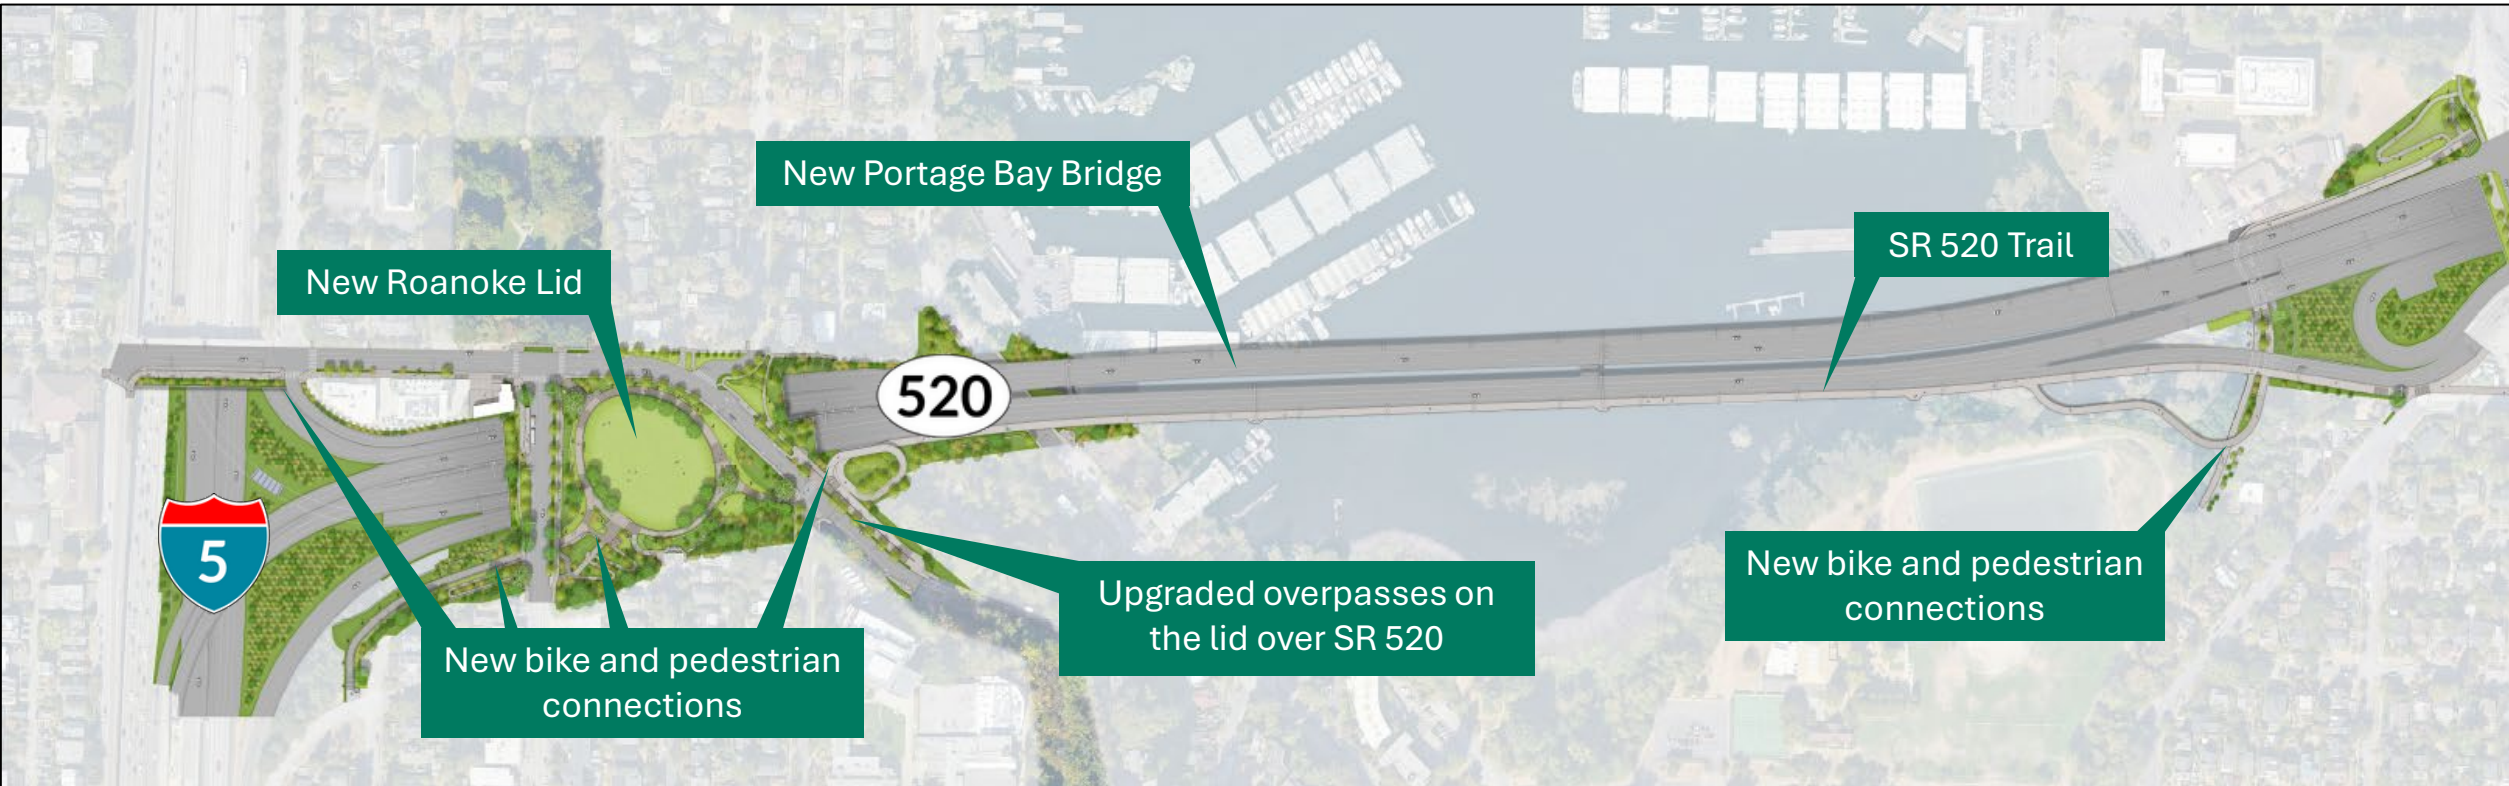 New Portage Bay Bridge
SR 520 Trail
New Roanoke Lid
520
5
New bike and pedestrian
connections
Upgraded overpasses on
the lid over SR 520
New bike and pedestrian
connections